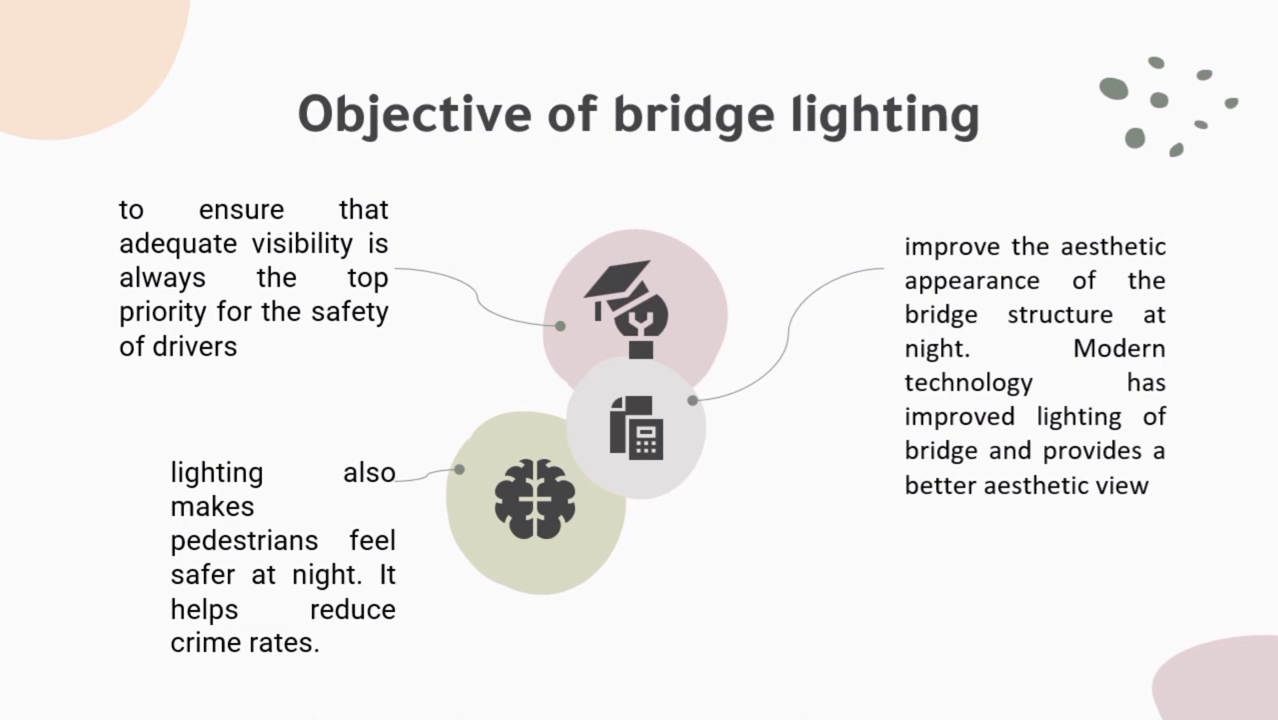 Objective of bridge lighting
to ensure that
adequate visibility is
always the top
priority for the safety
of drivers
lighting also
makes
pedestrians feel
safer at night. It
helps reduce
crime rates.
improve the aesthetic
appearance of the
bridge structure at
night. Modern
technology has
improved lighting of
bridge and provides a
better aesthetic view